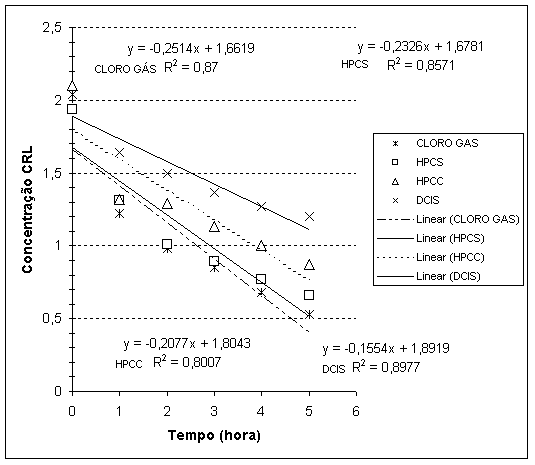 2,5
y = -0,2514x + 1,6619
CLORO GÁS R² = 0,87
y = -0,2326x + 1,6781
HPCS R² = 0,8571
2
1,5
1
0,5
0
Concentração CRL
CLORO GAS
HPCS
HPCC
DCIS
Linear (CLORO GAS)
Linear (HPCS)
Linear (HPCC)
Linear (DCIS)
y = -0,2077x + 1,8043
HPCC R² = 0,8007
y = -0,1554x + 1,8919
DCIS R² = 0,8977
0 1 2 3 4 5 6
Tempo (hora)